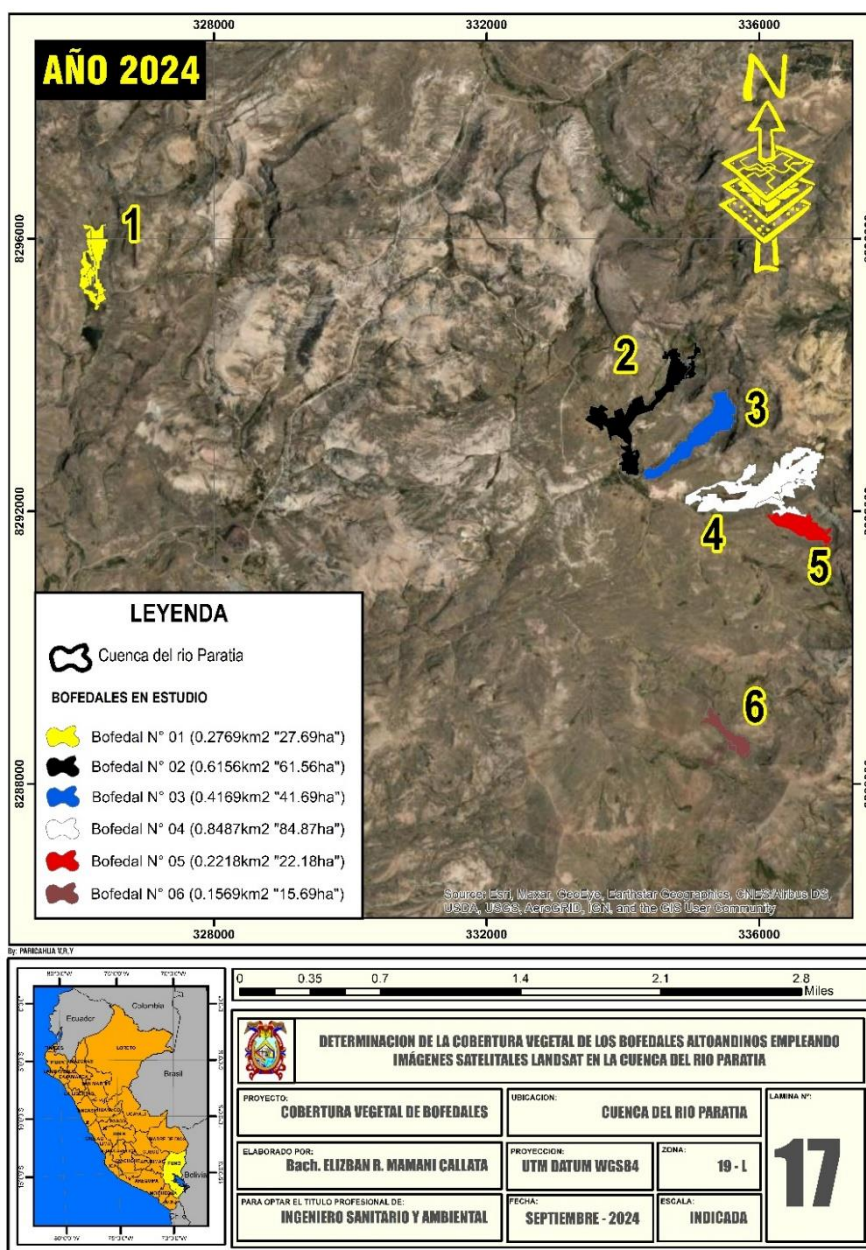 328000 332000 336000
AÑO 2024
N
1
8296000
2
3
8292000
4
5
LEYENDA
Cuenca del rio Paratia
BOFEDALES EN ESTUDIO
6
Bofedal N° 01 (0.2769km2 "27.69ha")
Bofedal N° 02 (0.6156km2 "61.56ha")
8288000
Bofedal N° 03 (0.4169km2 "41.69ha")
Bofedal N° 04 (0.8487km2 "84.87ha")
Bofedal N° 05 (0.2218km2 "22.18ha")
Bofedal N° 06 (0.1569km2 "15.69ha")
Source: Esri, Maxar, GeoEye, Earthstar Geographics, CNES/Airbus DS,
USDA, USGS, AeroGRID, IGN, and the GIS User Community
328000 332000 336000
0 0.35 0.7 1.4 2.1 2.8
Miles
Ecuador
Colombia
LORETO
Brasil
PUNO
Bolivia
DETERMINACION DE LA COBERTURA VEGETAL DE LOS BOFEDALES ALTOANDINOS EMPLEANDO
IMÁGENES SATELITALES LANDSAT EN LA CUENCA DEL RIO PARATIA
PROYECTO:
COBERTURA VEGETAL DE BOFEDALES
UBICACION:
CUENCA DEL RIO PARATIA
LAMINA N°:
17
ELABORADO POR:
Bach. ELIZBAN R. MAMANI CALLATA
PROYECCION:
UTM DATUM WGS84
ZONA:
19 - L
PARA OPTAR EL TITULO PROFESIONAL DE:
INGENIERO SANITARIO Y AMBIENTAL
FECHA:
SEPTIEMBRE - 2024
ESCALA:
INDICADA